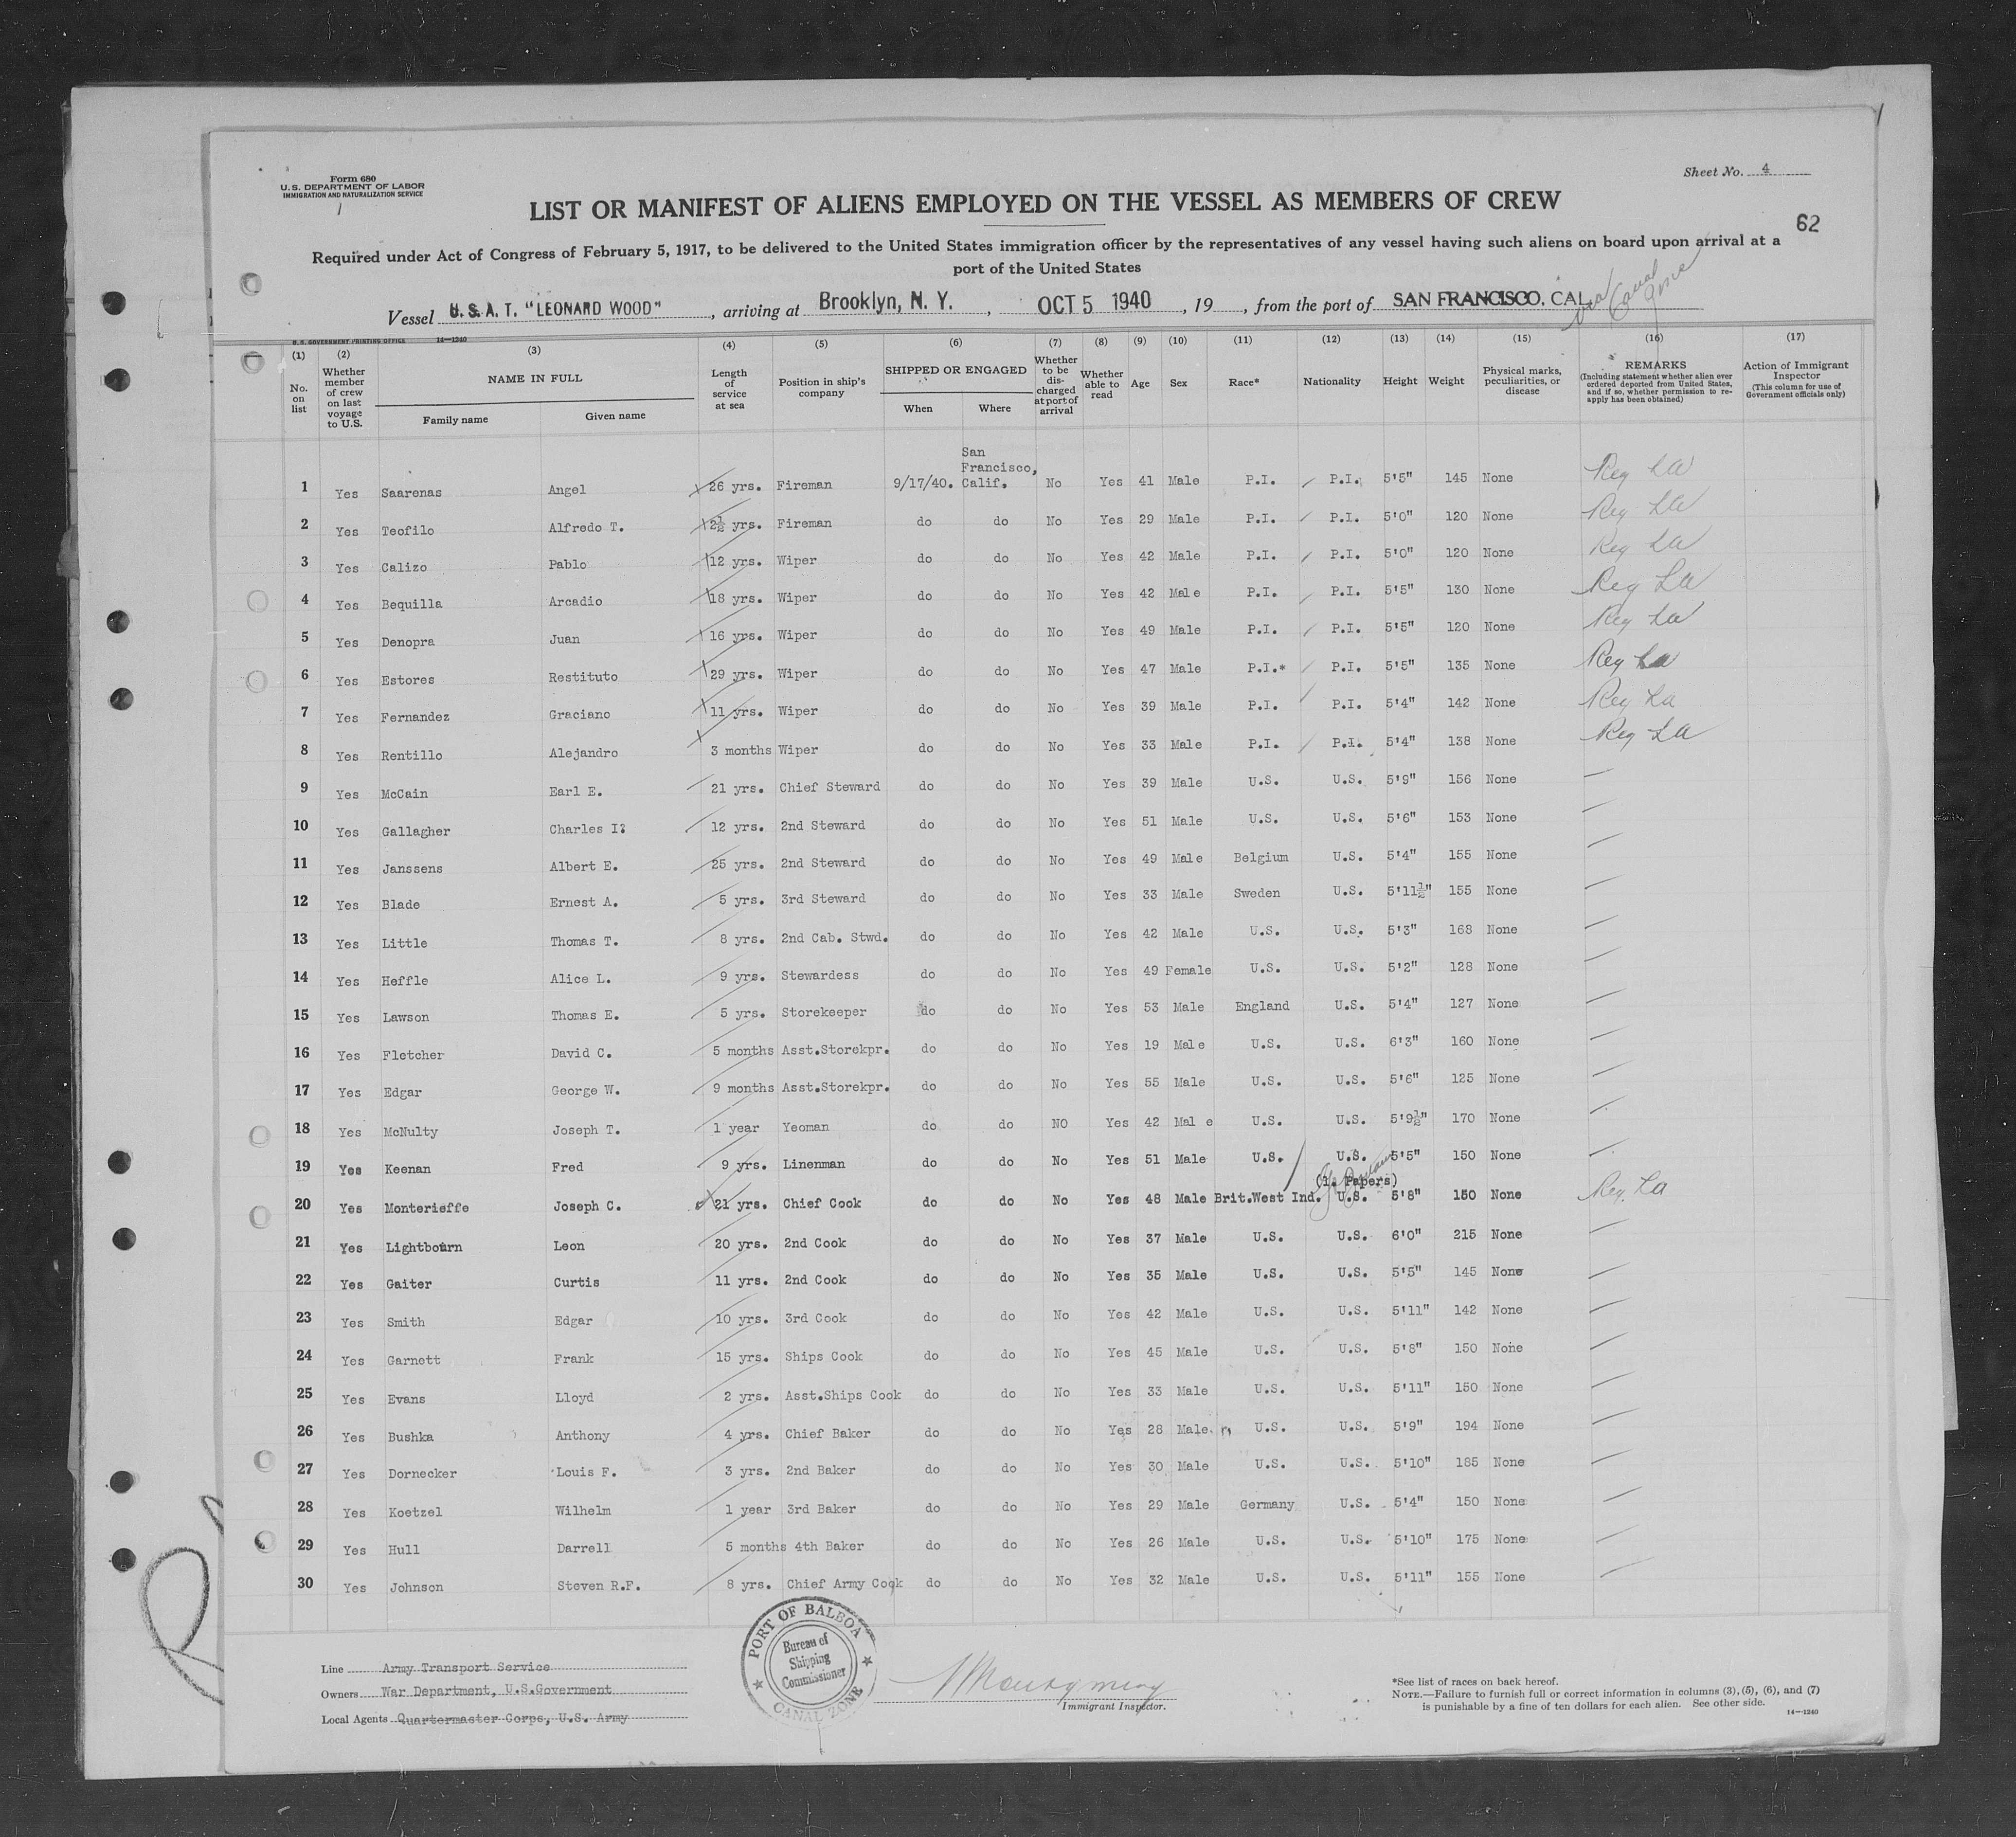 Form 680
U. S. DEPARTMENT OF LABOR
IMMIGRATION AND NATURALIZATION SERVICE
Sheet No. 4
LIST OR MANIFEST OF ALIENS EMPLOYED ON THE VESSEL AS MEMBERS OF CREW
62
Required under Act of Congress of February 5, 1917, to be delivered to the United States immigration officer by the representatives of any vessel having such aliens on board upon arrival at a
port of the United States
Vessel U. S. A. T. "LEONARD WOOD", arriving at Brooklyn, N. Y., OCT 5 1940, 19, from the port of SAN FRANCISCO, CAL. via Canal Zone
U. S. GOVERNMENT PRINTING OFFICE 14—1240
(1) No. on list
(2) Whether member of crew on last voyage to U.S.
(3) NAME IN FULL
Family name
Given name
(4) Length of service at sea
(5) Position in ship's company
(6) SHIPPED OR ENGAGED
When
Where
(7) Whether to be discharged at port of arrival
(8) Whether able to read
(9) Age
(10) Sex
(11) Race*
(12) Nationality
(13) Height
(14) Weight
(15) Physical marks, peculiarities, or disease
(16) REMARKS
(Including statement whether alien ever ordered deported from United States, and if so, whether permission to re-apply has been obtained)
(17) Action of Immigrant Inspector
(This column for use of Government officials only)
1 Yes Saarenas Angel 26 yrs. Fireman 9/17/40. San Francisco, Calif. No Yes 41 Male P.I. P.I. 5'5" 145 None Reg La
2 Yes Teofilo Alfredo T. 2½ yrs. Fireman do do No Yes 29 Male P.I. P.I. 5'0" 120 None Reg La
3 Yes Calizo Pablo 12 yrs. Wiper do do No Yes 42 Male P.I. P.I. 5'0" 120 None Reg La
4 Yes Bequilla Arcadio 18 yrs. Wiper do do No Yes 42 Male P.I. P.I. 5'5" 130 None Reg La
5 Yes Denopra Juan 16 yrs. Wiper do do No Yes 49 Male P.I. P.I. 5'5" 120 None Reg La
6 Yes Estores Restituto 29 yrs. Wiper do do No Yes 47 Male P.I.* P.I. 5'5" 135 None Reg La
7 Yes Fernandez Graciano 11 yrs. Wiper do do No Yes 39 Male P.I. P.I. 5'4" 142 None Reg La
8 Yes Rentillo Alejandro 3 months Wiper do do No Yes 33 Male P.I. P.I. 5'4" 138 None Reg La
9 Yes McCain Earl E. 21 yrs. Chief Steward do do No Yes 39 Male U.S. U.S. 5'9" 156 None
10 Yes Gallagher Charles I? 12 yrs. 2nd Steward do do No Yes 51 Male U.S. U.S. 5'6" 153 None
11 Yes Janssens Albert E. 25 yrs. 2nd Steward do do No Yes 49 Male Belgium U.S. 5'4" 155 None
12 Yes Blade Ernest A. 5 yrs. 3rd Steward do do No Yes 33 Male Sweden U.S. 5'11½" 155 None
13 Yes Little Thomas T. 8 yrs. 2nd Cab. Stwd. do do No Yes 42 Male U.S. U.S. 5'3" 168 None
14 Yes Heffle Alice L. 9 yrs. Stewardess do do No Yes 49 Female U.S. U.S. 5'2" 128 None
15 Yes Lawson Thomas E. 5 yrs. Storekeeper do do No Yes 53 Male England U.S. 5'4" 127 None
16 Yes Fletcher David C. 5 months Asst.Storekpr. do do No Yes 19 Male U.S. U.S. 6'3" 160 None
17 Yes Edgar George W. 9 months Asst.Storekpr. do do No Yes 55 Male U.S. U.S. 5'6" 125 None
18 Yes McNulty Joseph T. 1 year Yeoman do do NO Yes 42 Mal e U.S. U.S. 5'9½" 170 None
19 Yes Keenan Fred 9 yrs. Linenman do do No Yes 51 Male U.S. U.S. 5'5" 150 None
(1. Papers)
20 Yes Monterieffe Joseph C. 21 yrs. Chief Cook do do No Yes 48 Male Brit.West Ind. U.S. 5'8" 150 None Reg. La
21 Yes Lightbourn Leon 20 yrs. 2nd Cook do do No Yes 37 Male U.S. U.S. 6'0" 215 None
22 Yes Gaiter Curtis 11 yrs. 2nd Cook do do No Yes 35 Male U.S. U.S. 5'5" 145 None
23 Yes Smith Edgar 10 yrs. 3rd Cook do do No Yes 42 Male U.S. U.S. 5'11" 142 None
24 Yes Garnett Frank 15 yrs. Ships Cook do do No Yes 45 Male U.S. U.S. 5'8" 150 None
25 Yes Evans Lloyd 2 yrs. Asst.Ships Cook do do No Yes 33 Male U.S. U.S. 5'11" 150 None
26 Yes Bushka Anthony 4 yrs. Chief Baker do do No Yes 28 Male U.S. U.S. 5'9" 194 None
27 Yes Dornecker Louis F. 3 yrs. 2nd Baker do do No Yes 30 Male U.S. U.S. 5'10" 185 None
28 Yes Koetzel Wilhelm 1 year 3rd Baker do do No Yes 29 Male Germany U.S. 5'4" 150 None
29 Yes Hull Darrell 5 months 4th Baker do do No Yes 26 Male U.S. U.S. 5'10" 175 None
30 Yes Johnson Steven R.F. 8 yrs. Chief Army Cook do do No Yes 32 Male U.S. U.S. 5'11" 155 None
PORT OF BALBOA
Bureau of
Shipping
Commissioner
CANAL ZONE
Line Army Transport Service
Owners War Department, U.S.Government
Local Agents Quartermaster Corps, U.S. Army
Immigrant Inspector.
*See list of races on back hereof.
NOTE.—Failure to furnish full or correct information in columns (3), (5), (6), and (7)
is punishable by a fine of ten dollars for each alien. See other side.
14—1240